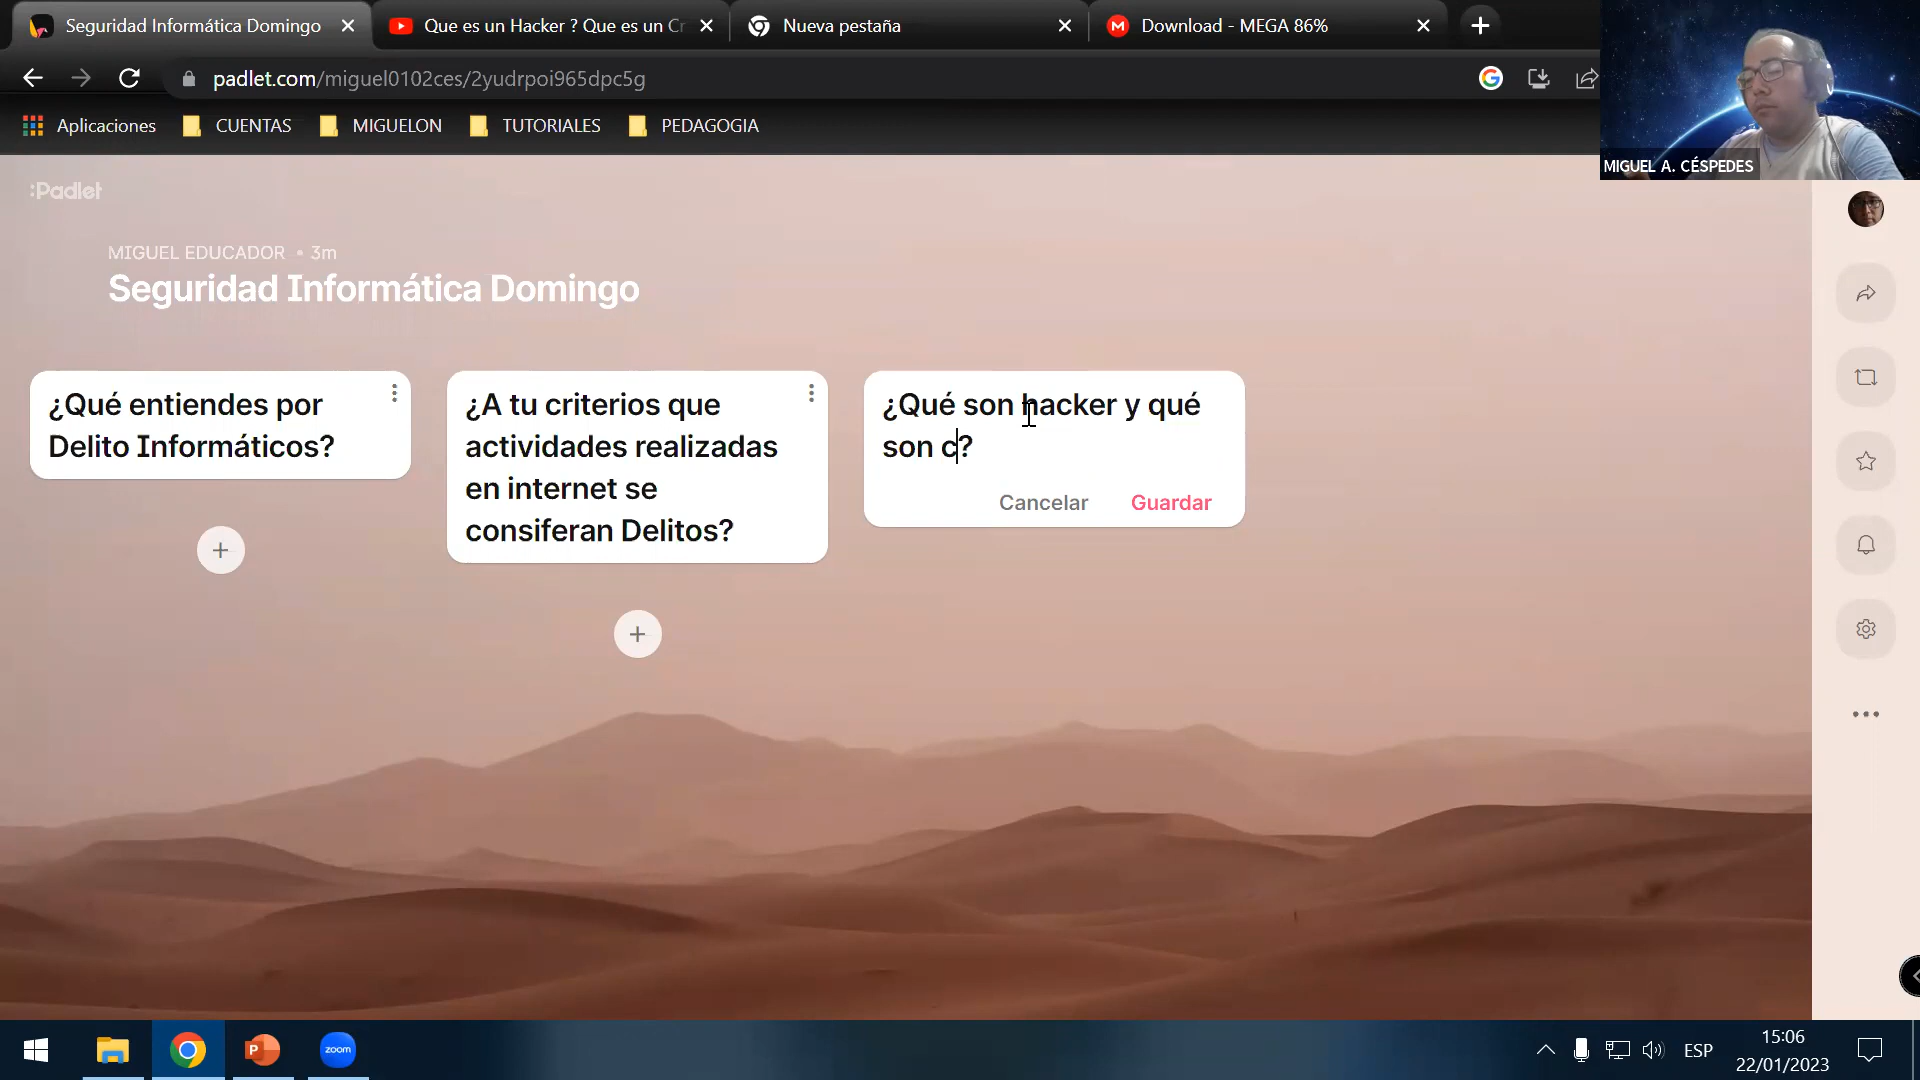 Seguridad Informática Domingo
Que es un Hacker ? Que es un Cr
Nueva pestaña
Download - MEGA 86%
padlet.com/miguel0102ces/2yudrpoi965dpc5g
Aplicaciones
CUENTAS
MIGUELON
TUTORIALES
PEDAGOGIA
MIGUEL A. CÉSPEDES
:Padlet
MIGUEL EDUCADOR • 3m
Seguridad Informática Domingo
¿Qué entiendes por
Delito Informáticos?
¿A tu criterios que
actividades realizadas
en internet se
consiferan Delitos?
¿Qué son hacker y qué
son c?
Cancelar
Guardar
zoom
ESP
15:06
22/01/2023